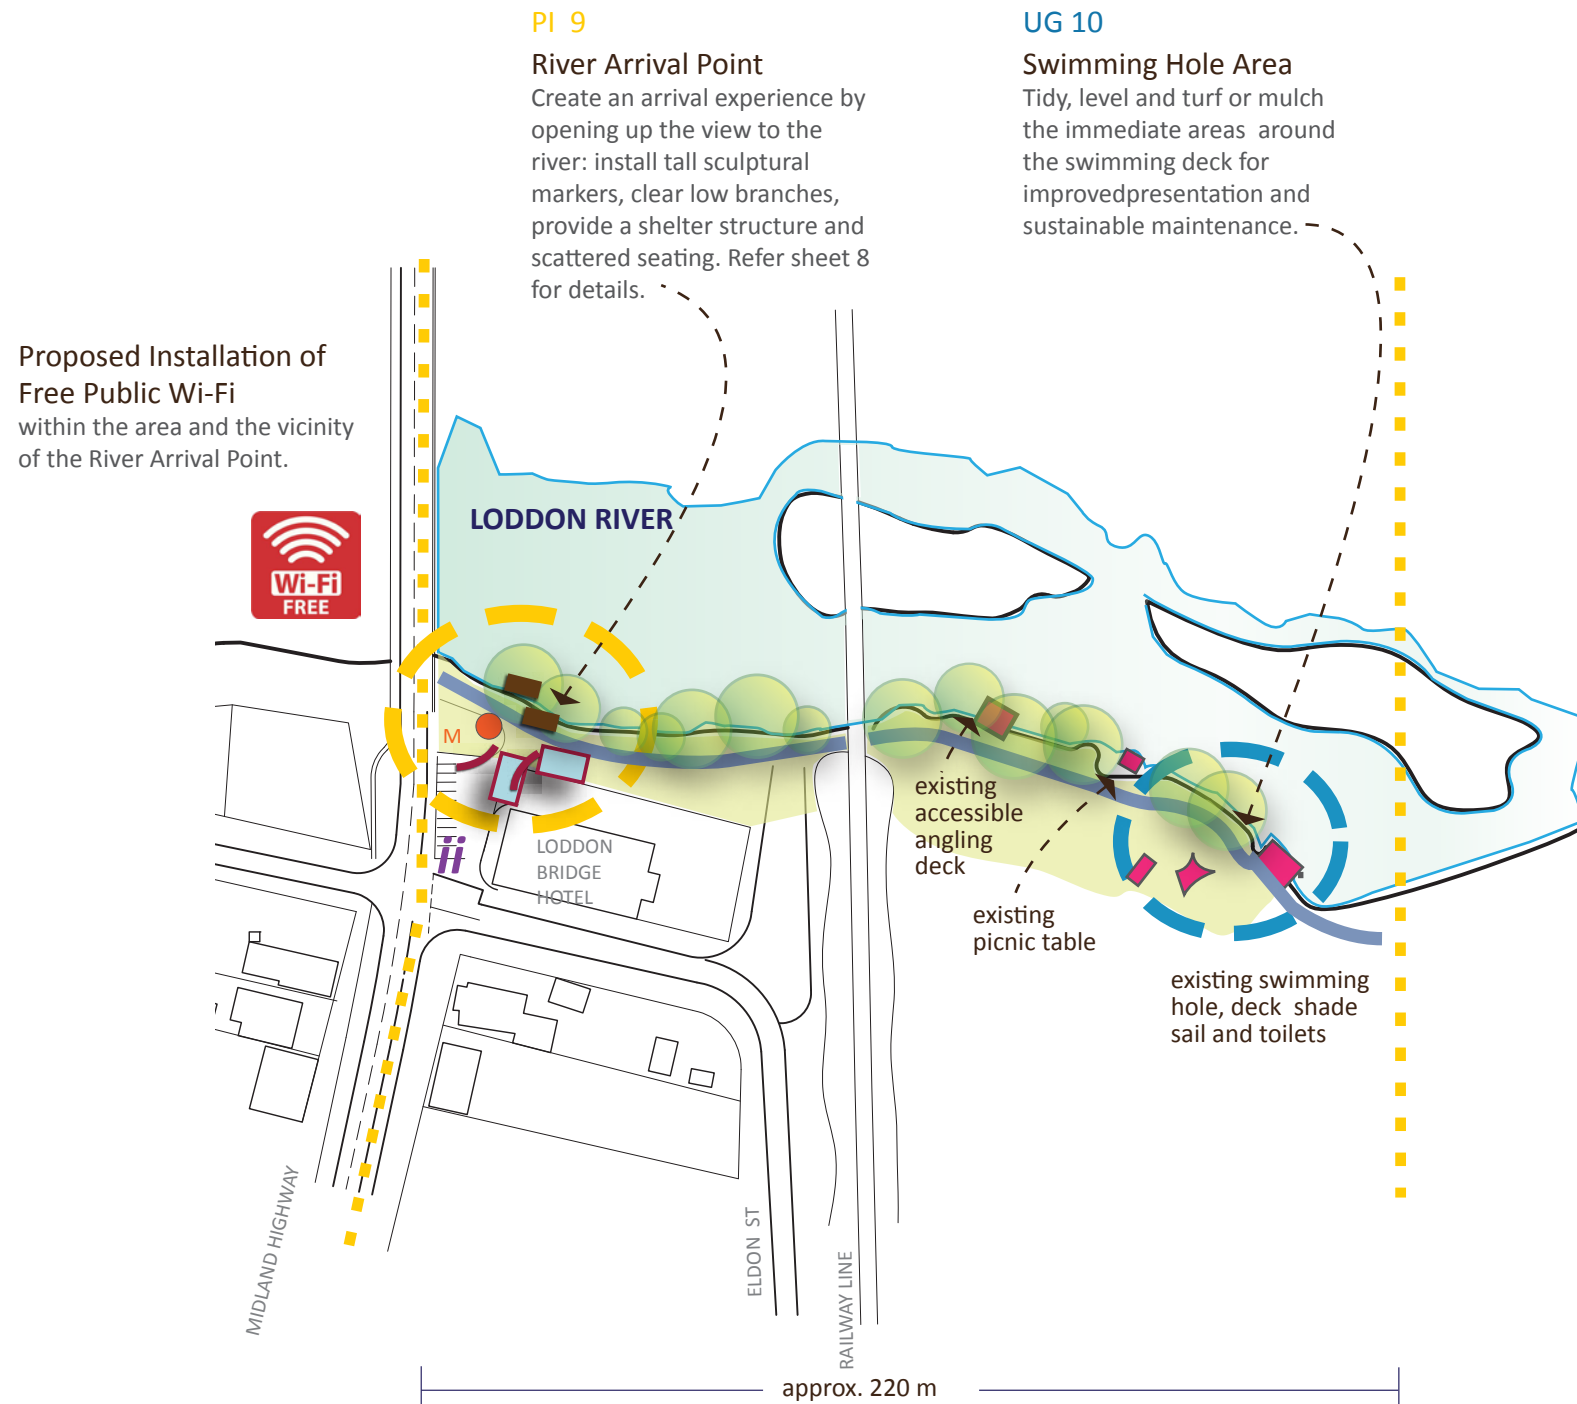 PI 9
River Arrival Point
Create an arrival experience by
opening up the view to the
river: install tall sculptural
markers, clear low branches,
provide a shelter structure and
scattered seating. Refer sheet 8
for details.
UG 10
Swimming Hole Area
Tidy, level and turf or mulch
the immediate areas around
the swimming deck for
improvedpresentation and
sustainable maintenance.
Proposed Installation of
Free Public Wi-Fi
within the area and the vicinity
of the River Arrival Point.
Wi-Fi
FREE
LODDON RIVER
M
ii
LODDON
BRIDGE
HOTEL
existing
accessible
angling
deck
existing
picnic table
existing swimming
hole, deck shade
sail and toilets
MIDLAND HIGHWAY
ELDON ST
RAILWAY LINE
approx. 220 m